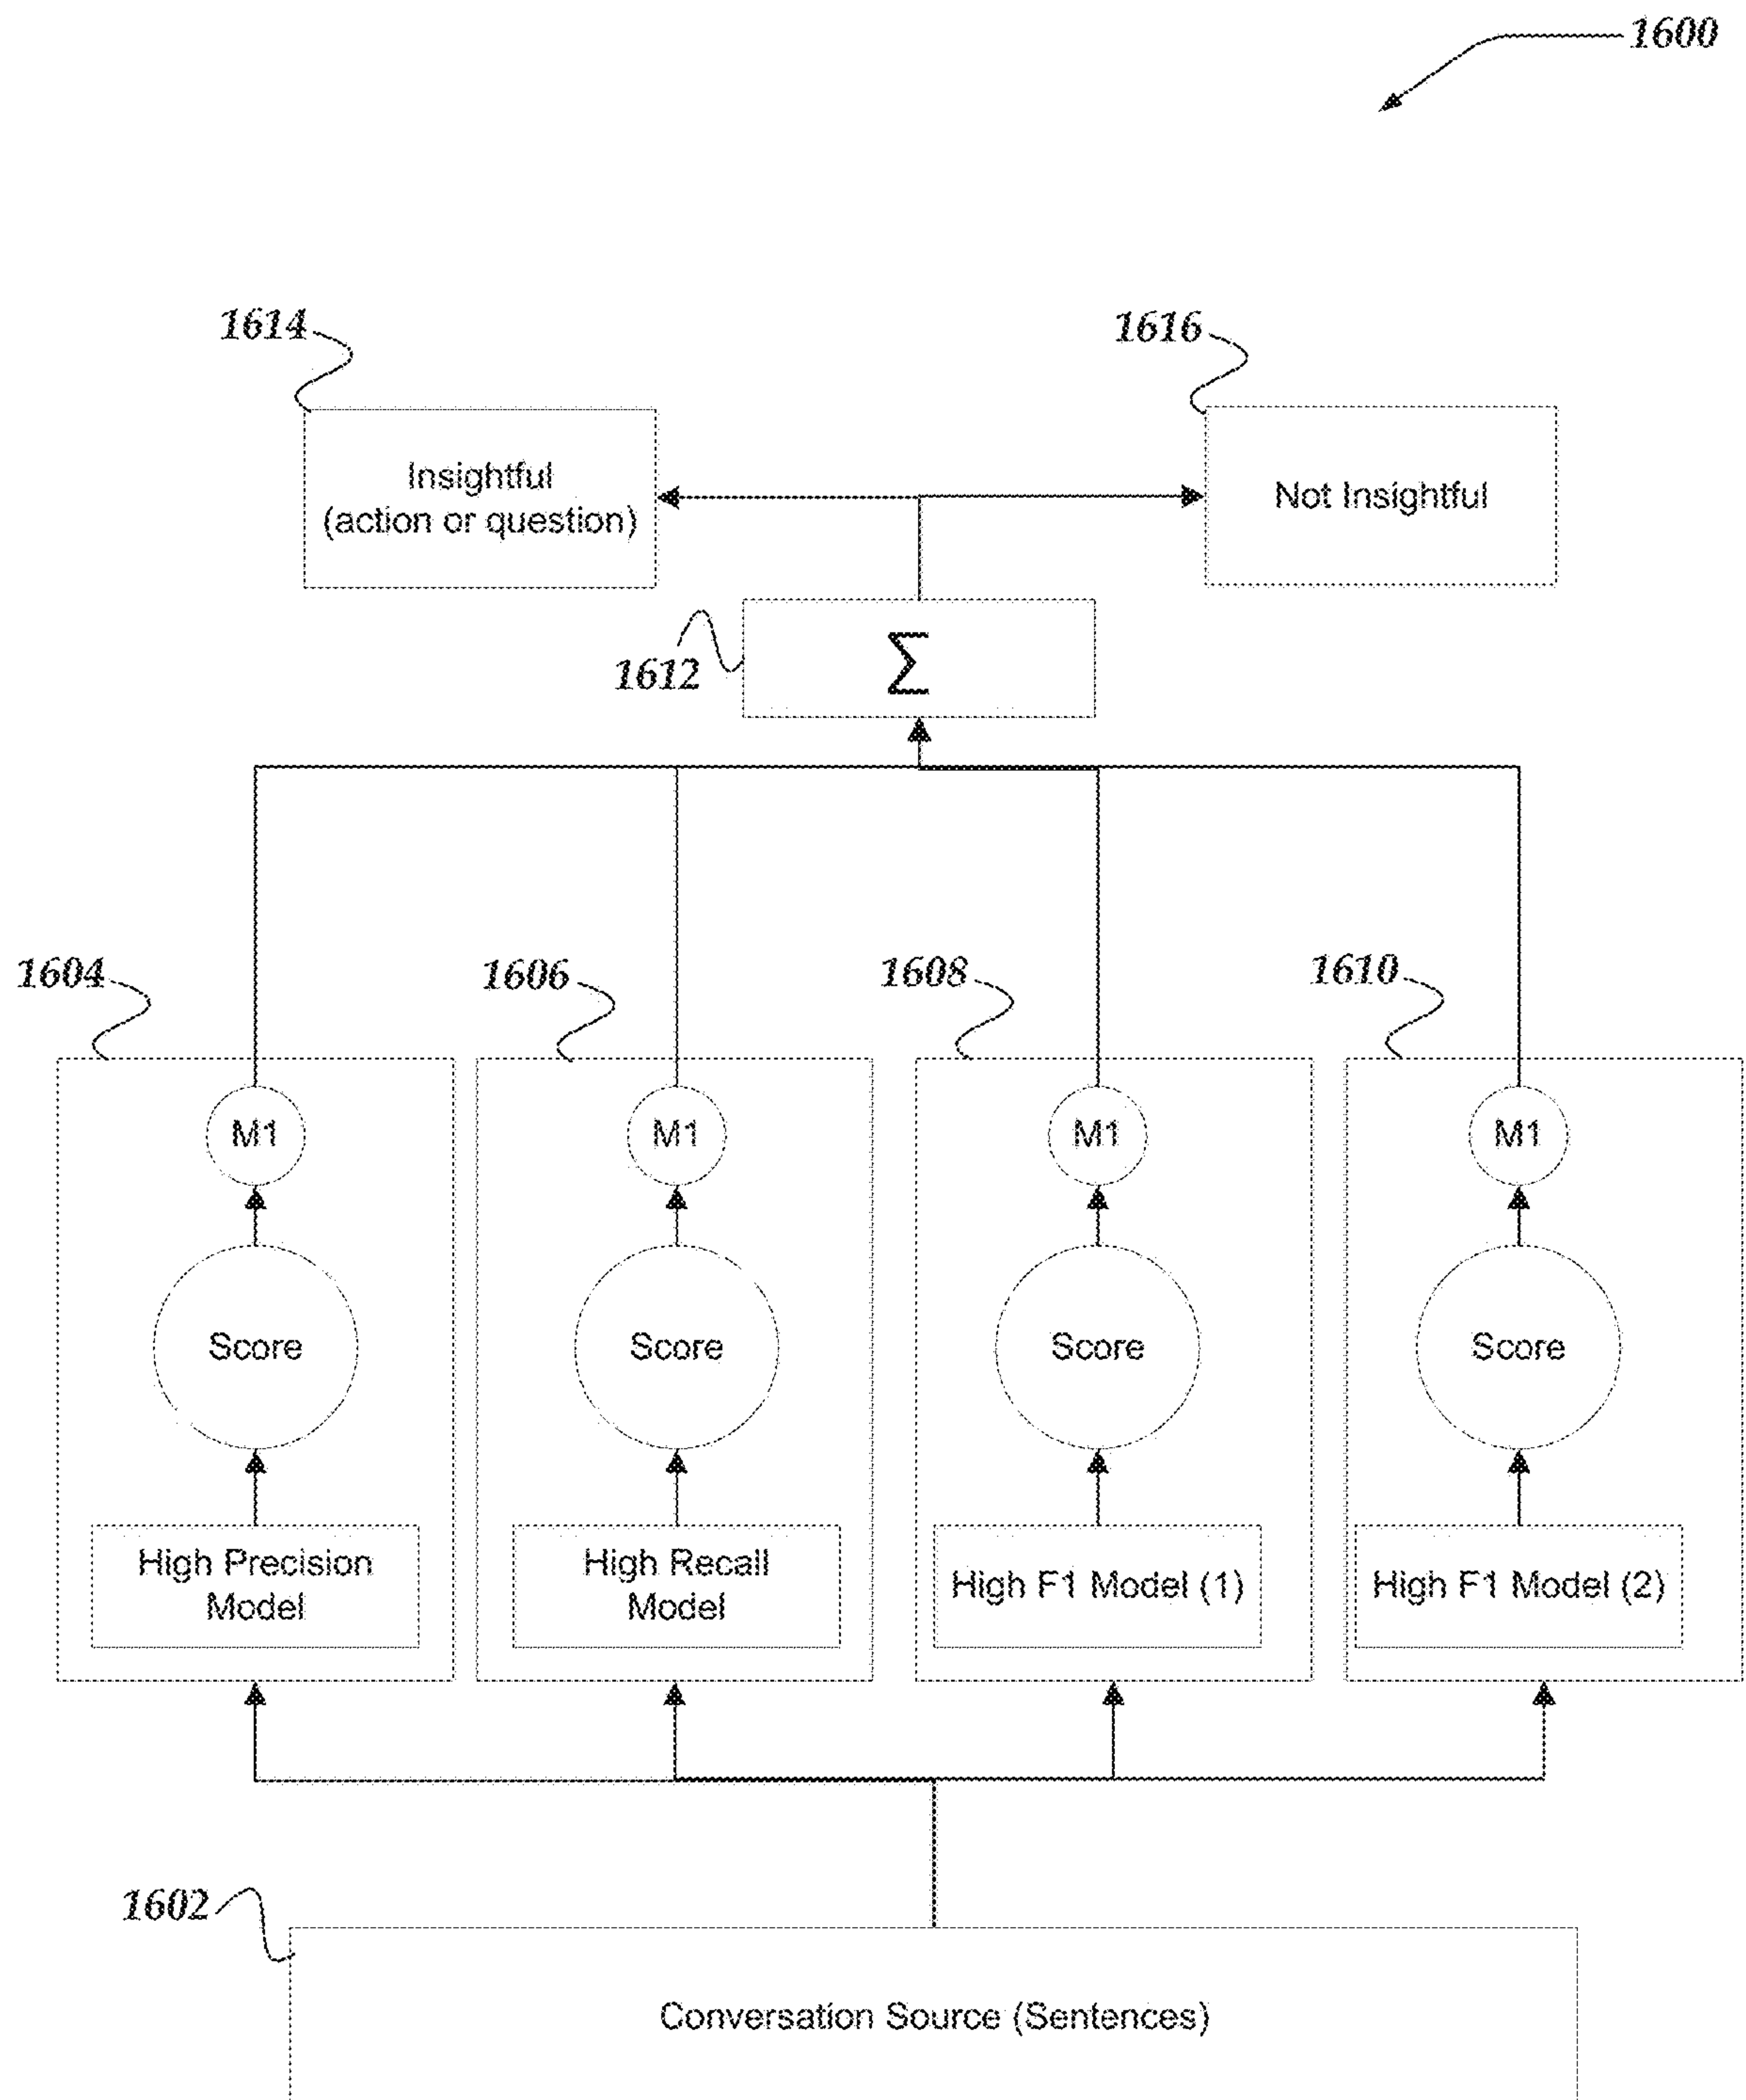 1600
1614
1616
Insightful
(action or question)
Not Insightful
Σ
1612
1604
1606
1608
1610
M1
M1
M1
M1
Score
Score
Score
Score
High Precision
Model
High Recall
Model
High F1 Model (1)
High F1 Model (2)
1602
Conversation Source (Sentences)